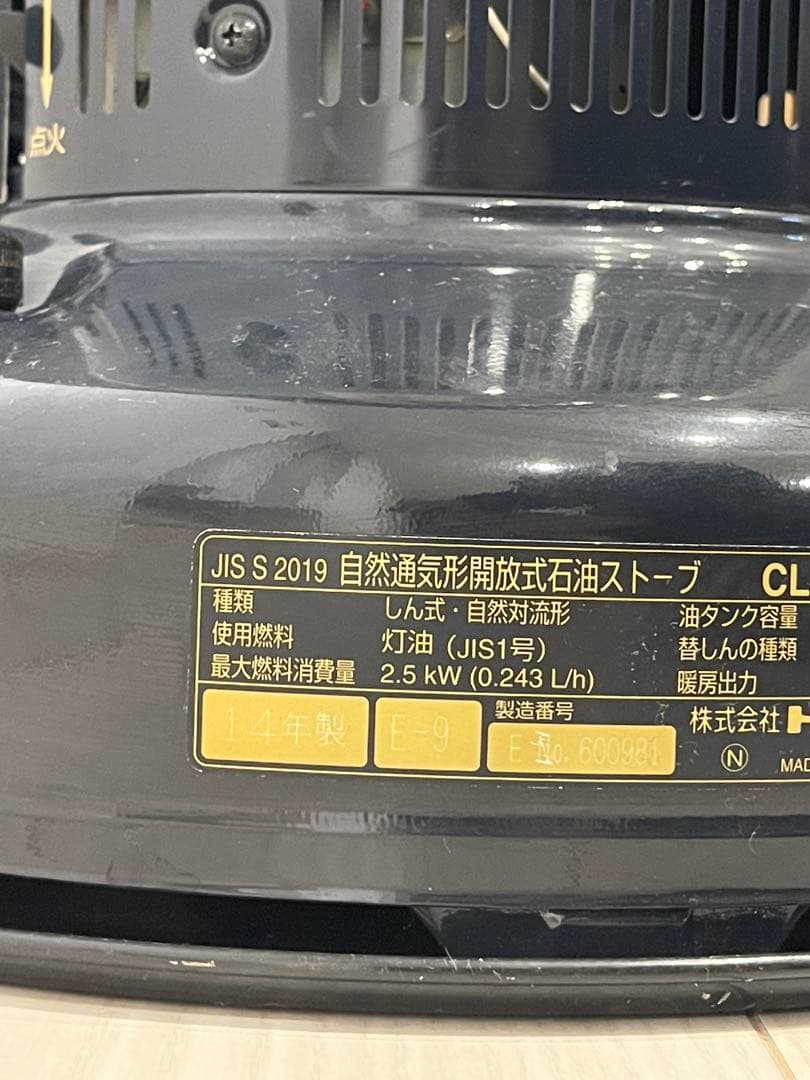 点火
JIS S 2019 自然通気形開放式石油ストーブ CL
種類 しん式・自然対流形 油タンク容量
使用燃料 灯油（JIS1号） 替しんの種類
最大燃料消費量 2.5 kW (0.243 L/h) 暖房出力
14年製 E-9 製造番号 株式会社
E No. 600981 N MAD